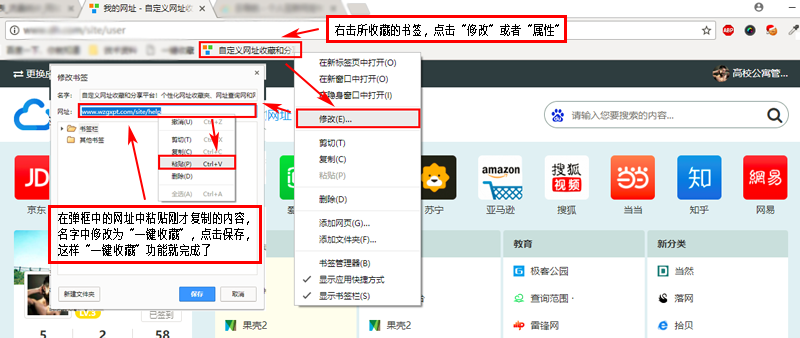 我的网址 - 自定义网址收藏
右击所收藏的书签，点击 “修改” 或者 “属性”
自定义网址收藏和分
在新标签页中打开(O)
在新窗口中打开(W)
隐身窗口中打开(I)
修改(E)...
剪切(T)
复制(C)
粘贴(P)
删除(D)
添加网页(G)...
添加文件夹(F)...
书签管理器(B)
显示应用快捷方式
显示书签栏(S)
修改书签
名字：
自定义网址收藏和分享平台！个性化网址收藏夹、网址查询网和
网址：
www.wzgxpt.com/site/help
书签栏
其他书签
撤消(U) Ctrl+Z
剪切(T)
复制(C) Ctrl+C
粘贴(P) Ctrl+V
删除(D)
全选(A) Ctrl+A
在弹框中的网址中粘贴刚才复制的内容，
名字中修改为 “一键收藏” ，点击保存，
这样 “一键收藏” 功能就完成了
新建文件夹
保存
取消
更换
高校公寓管...
网址
请输入您要搜索的内容...
JD
amazon
搜狐
视频
当当
知
網易
京东
苏宁
亚马逊
搜狐
当当
知乎
网易
教育
新分类
极客公园
当然
查询范围 ·
落网
雷锋网
拾贝
LV3
已签到
5
2
58
果壳2
果壳2